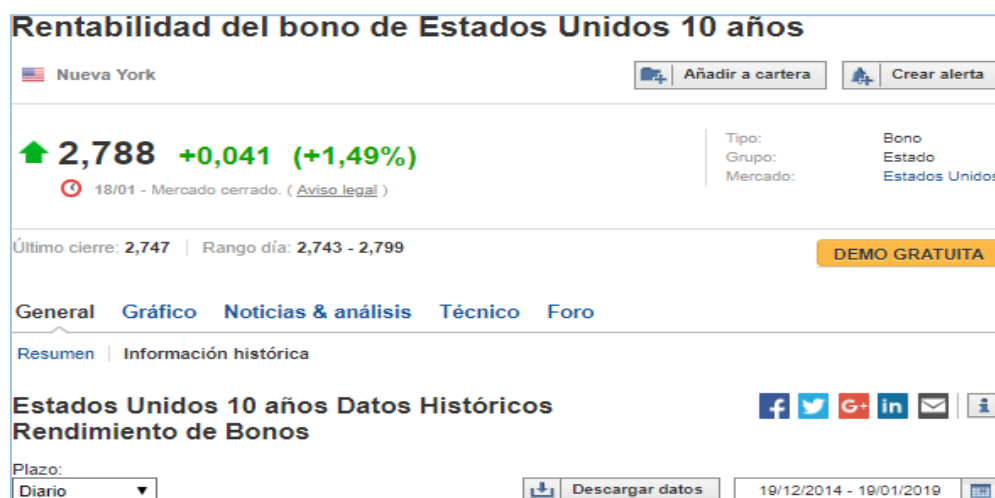 Rentabilidad del bono de Estados Unidos 10 años
Nueva York
Añadir a cartera
Crear alerta
2,788 +0,041 (+1,49%)
18/01 - Mercado cerrado. ( Aviso legal )
Tipo: Bono
Grupo: Estado
Mercado: Estados Unidos
Último cierre: 2,747 | Rango día: 2,743 - 2,799
DEMO GRATUITA
General Gráfico Noticias & análisis Técnico Foro
Resumen | Información histórica
Estados Unidos 10 años Datos Históricos
Rendimiento de Bonos
f G+ in i
Plazo:
Diario
Descargar datos
19/12/2014 - 19/01/2019